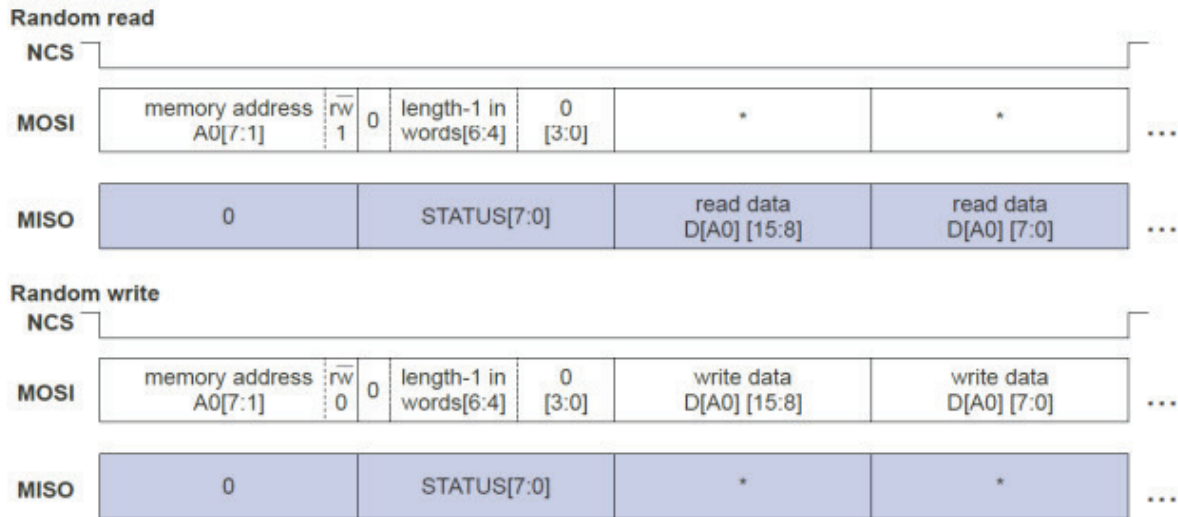 Random read
NCS
MOSI
memory address
A0[7:1]
rw
1
0
length-1 in
words[6:4]
0
[3:0]
*
*
...
MISO
0
STATUS[7:0]
read data
D[A0] [15:8]
read data
D[A0] [7:0]
...
Random write
NCS
MOSI
memory address
A0[7:1]
rw
0
0
length-1 in
words[6:4]
0
[3:0]
write data
D[A0] [15:8]
write data
D[A0] [7:0]
...
MISO
0
STATUS[7:0]
*
*
...